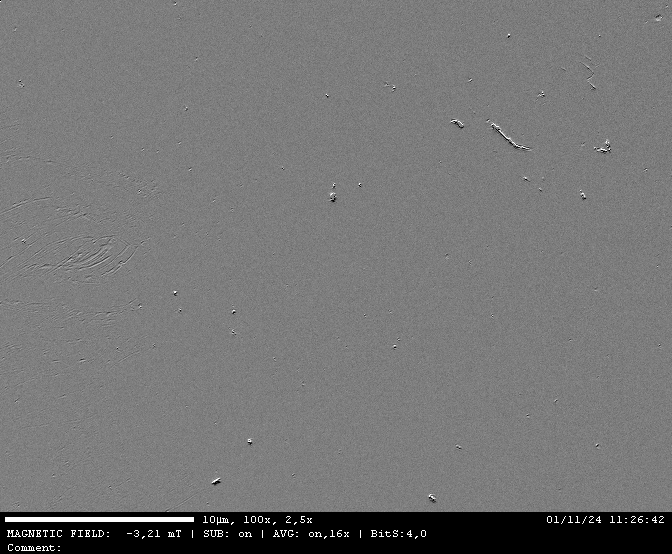 10µm, 100x, 2,5x 01/11/24 11:26:42
MAGNETIC FIELD: -3,21 mT | SUB: on | AVG: on,16x | BitS:4,0
Comment: